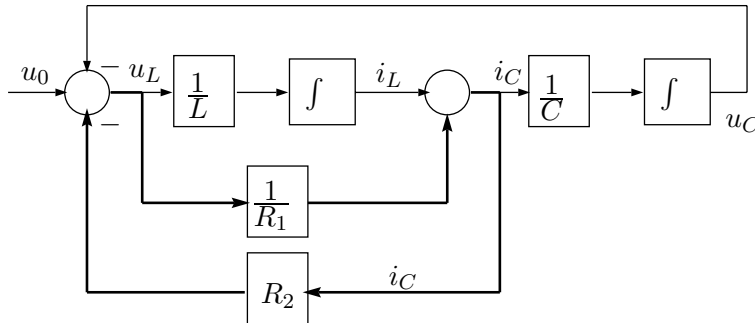 − u_L i_L i_C
u_0 1/L ∫ 1/C ∫
− u_C
1/R_1
i_C
R_2